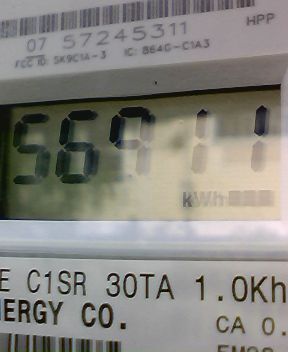 HPP
07 57245311
FCC ID: SK9C1A-3 IC: 864G-C1A3
56911
kWh
E C1SR 30TA 1.0Kh
NERGY CO.
CA 0.